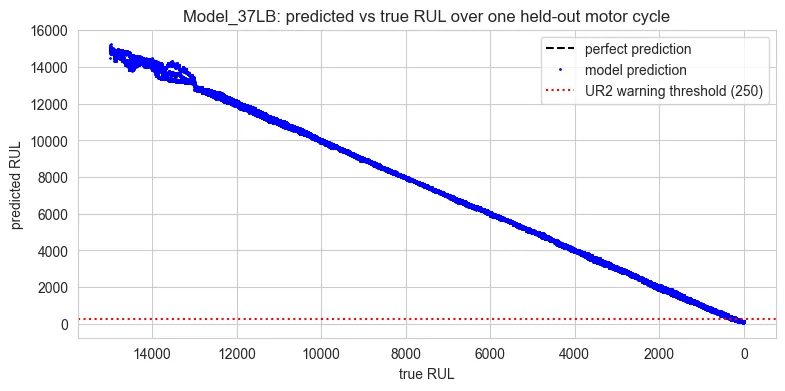 Model_37LB: predicted vs true RUL over one held-out motor cycle
perfect prediction
model prediction
UR2 warning threshold (250)
predicted RUL
16000
14000
12000
10000
8000
6000
4000
2000
0
14000 12000 10000 8000 6000 4000 2000 0
true RUL